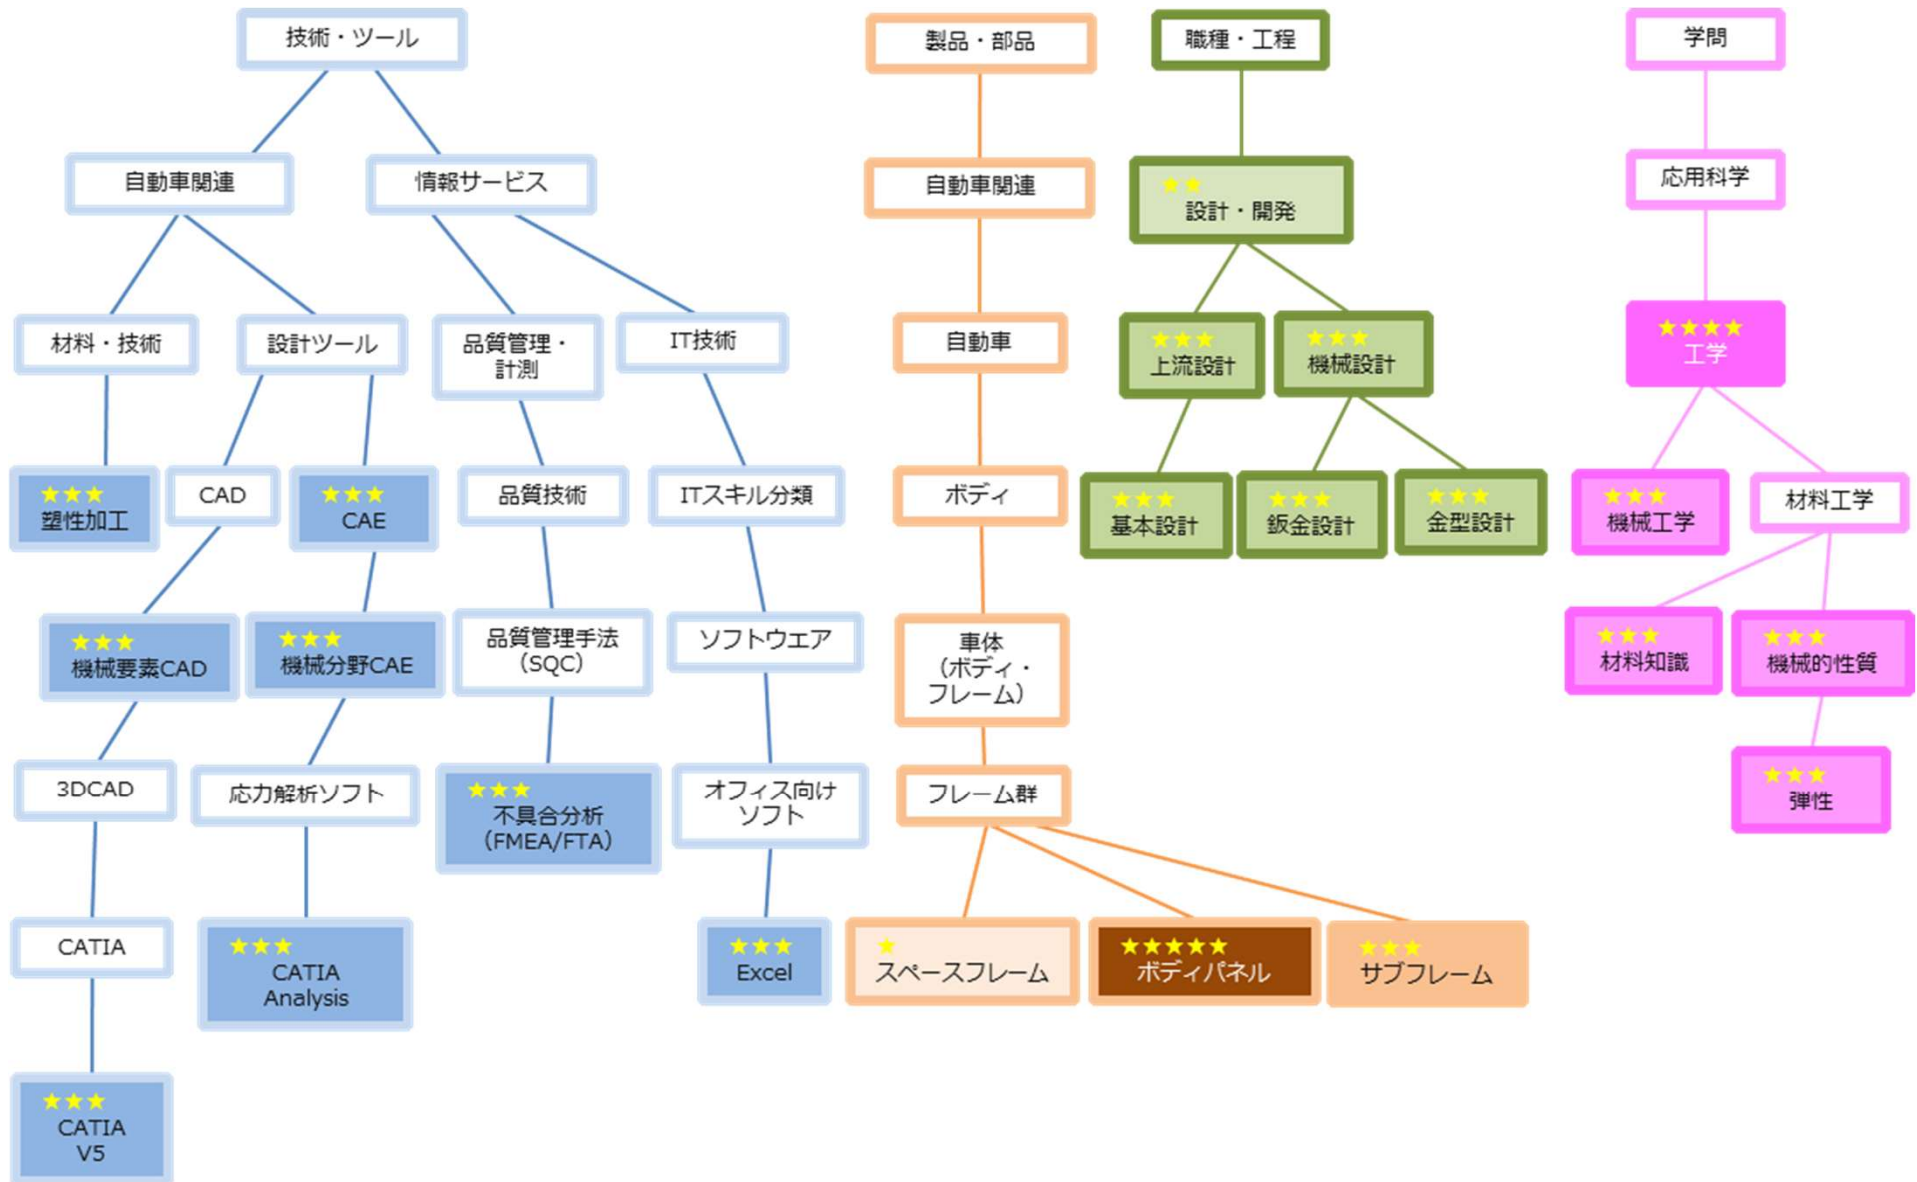 技術・ツール
製品・部品
職種・工程
学問
自動車関連
情報サービス
自動車関連
★★
設計・開発
応用科学
材料・技術
設計ツール
品質管理・
計測
IT技術
自動車
★★★
上流設計
★★★
機械設計
★★★★
工学
★★★
塑性加工
CAD
★★★
CAE
品質技術
ITスキル分類
ボディ
★★★
基本設計
★★★
鈑金設計
★★★
金型設計
★★★
機械工学
材料工学
★★★
機械要素CAD
★★★
機械分野CAE
品質管理手法
（SQC）
ソフトウエア
車体
（ボディ・
フレーム）
★★★
材料知識
★★★
機械的性質
3DCAD
応力解析ソフト
★★★
不具合分析
（FMEA/FTA）
オフィス向け
ソフト
フレーム群
★★★
弾性
CATIA
★★★
CATIA
Analysis
★★★
Excel
★
スペースフレーム
★★★★★
ボディパネル
★★★
サブフレーム
★★★
CATIA
V5